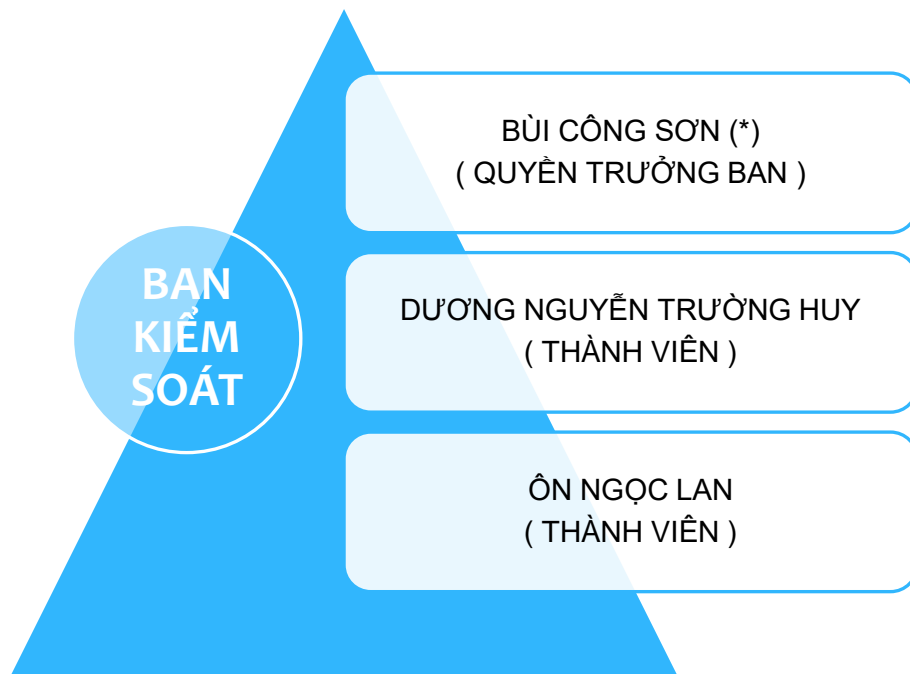 BAN
KIỂM
SOÁT
BÙI CÔNG SƠN (*)
( QUYỀN TRƯỞNG BAN )
DƯƠNG NGUYỄN TRƯỜNG HUY
( THÀNH VIÊN )
ÔN NGỌC LAN
( THÀNH VIÊN )